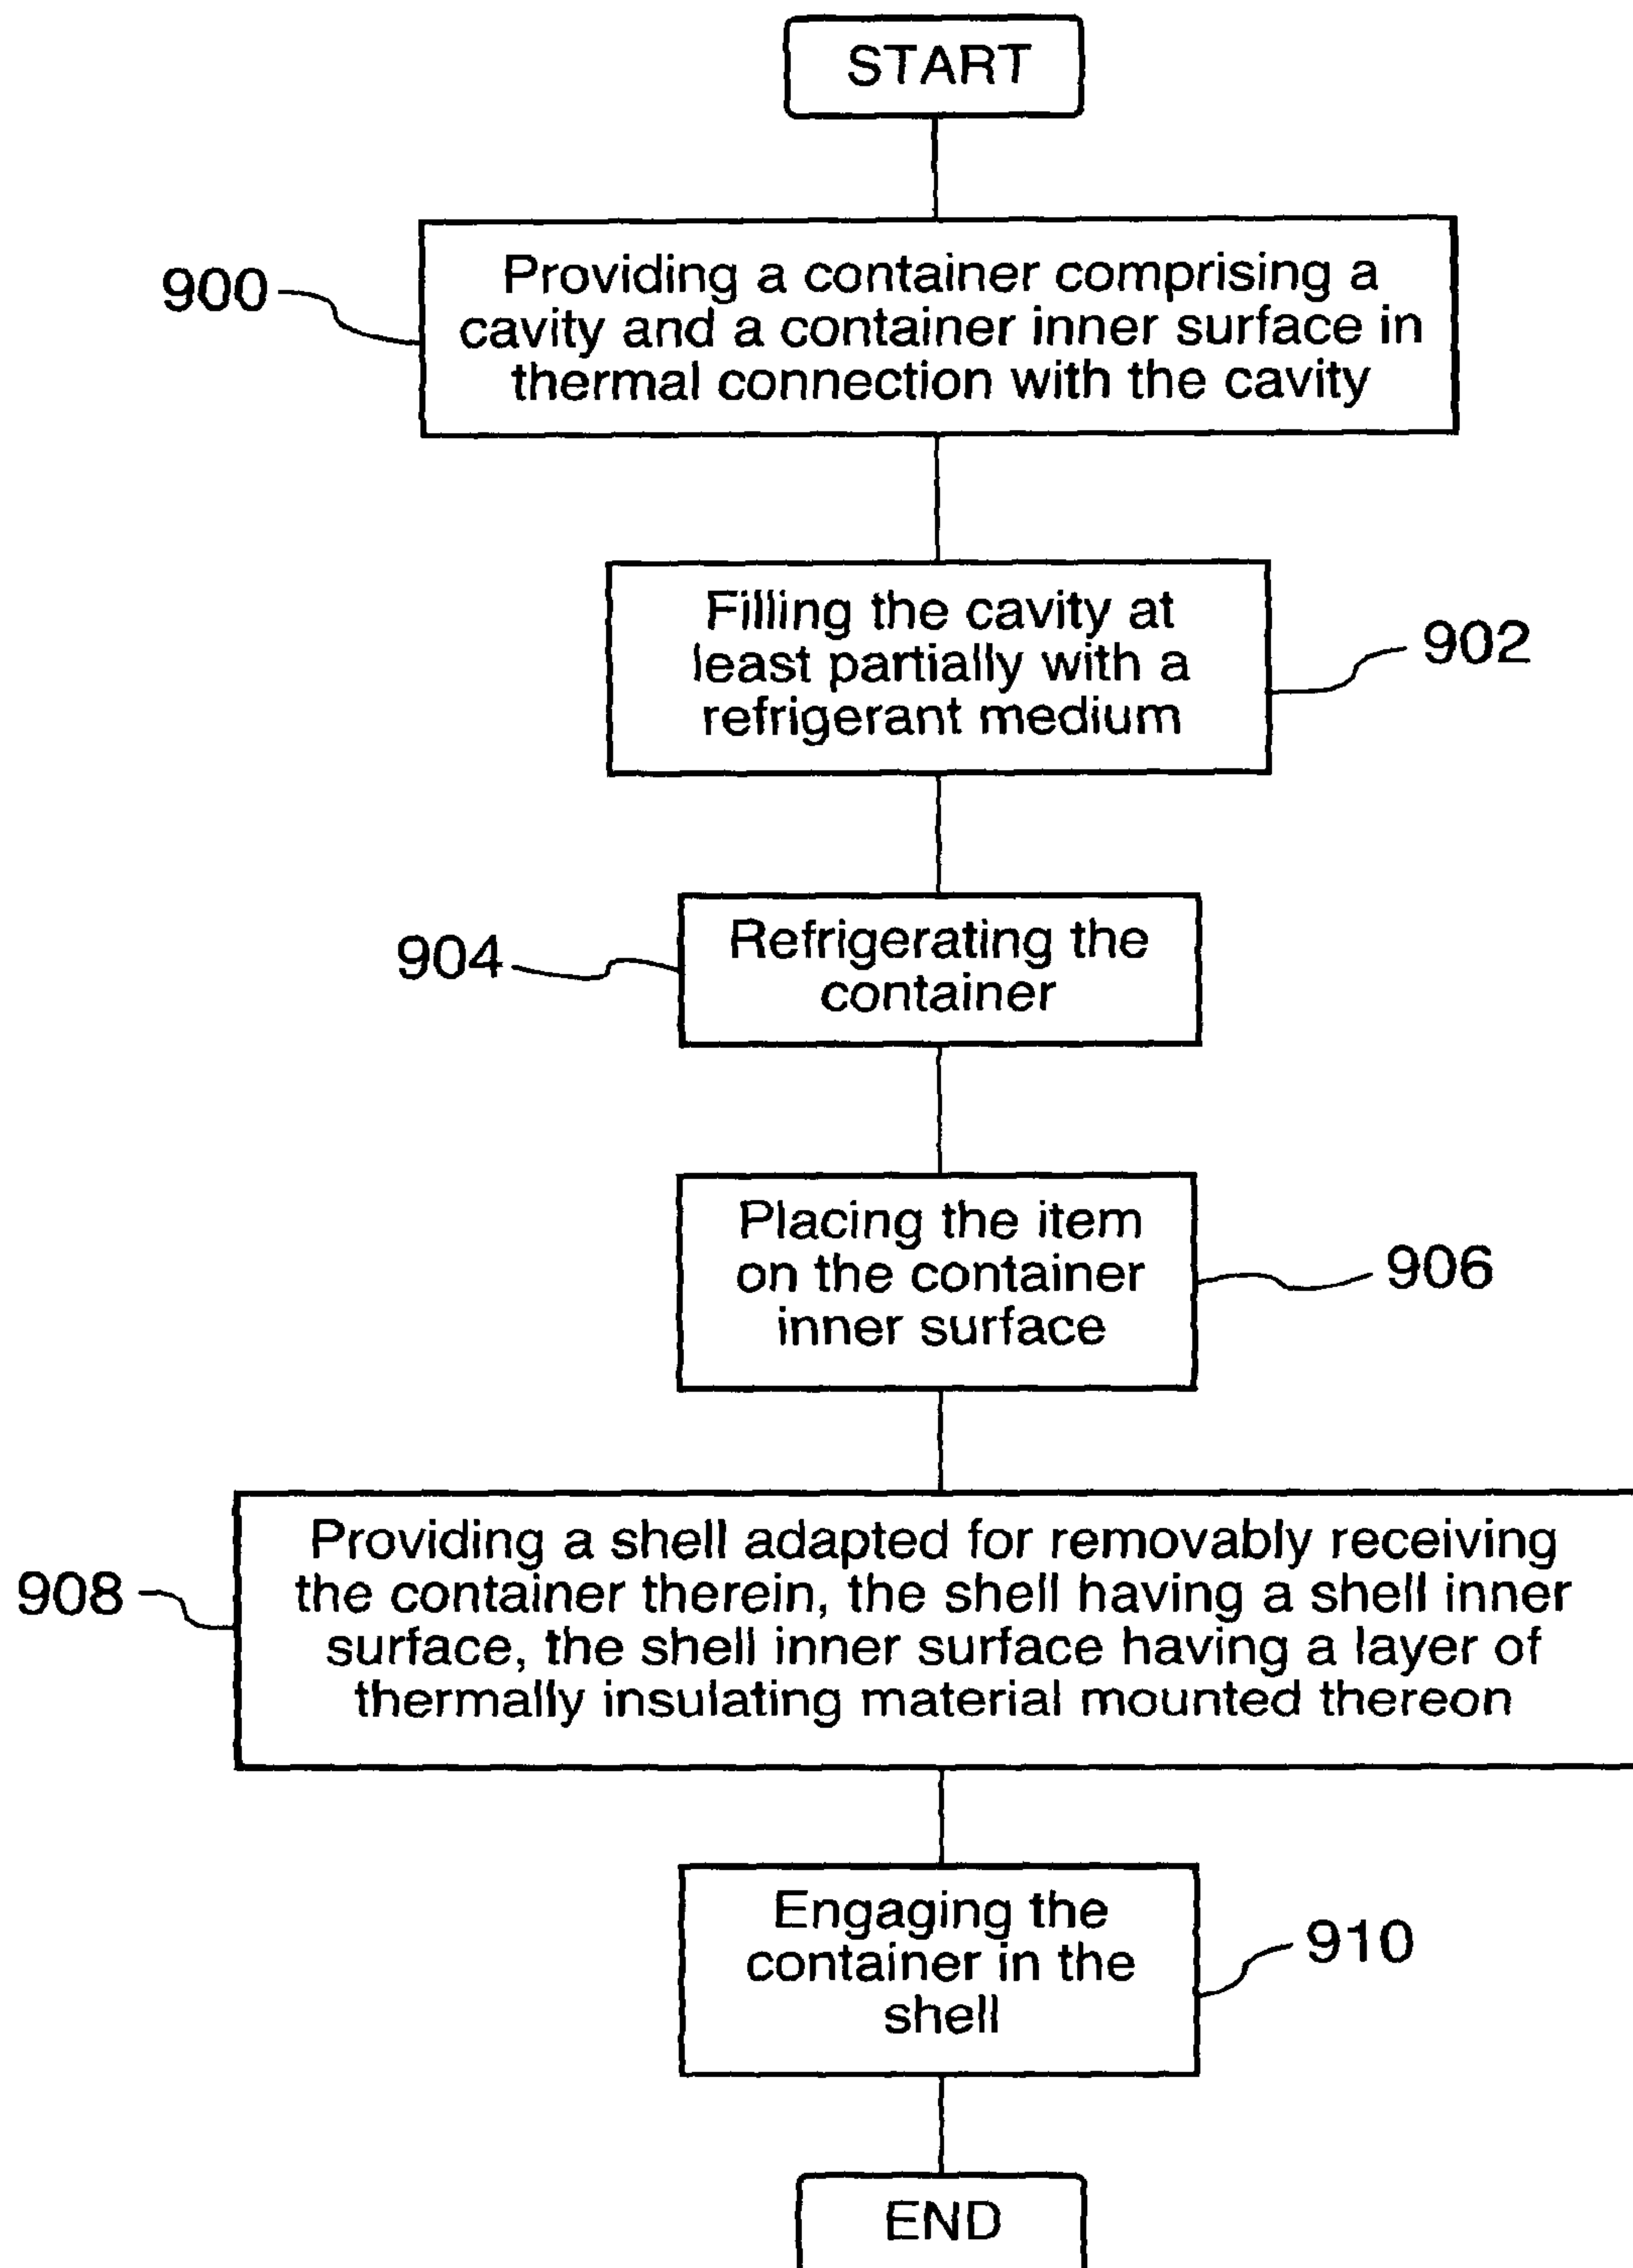 START
900
Providing a container comprising a
cavity and a container inner surface in
thermal connection with the cavity
Filling the cavity at
least partially with a
refrigerant medium
902
904
Refrigerating the
container
Placing the item
on the container
inner surface
906
908
Providing a shell adapted for removably receiving
the container therein, the shell having a shell inner
surface, the shell inner surface having a layer of
thermally insulating material mounted thereon
Engaging the
container in the
shell
910
END